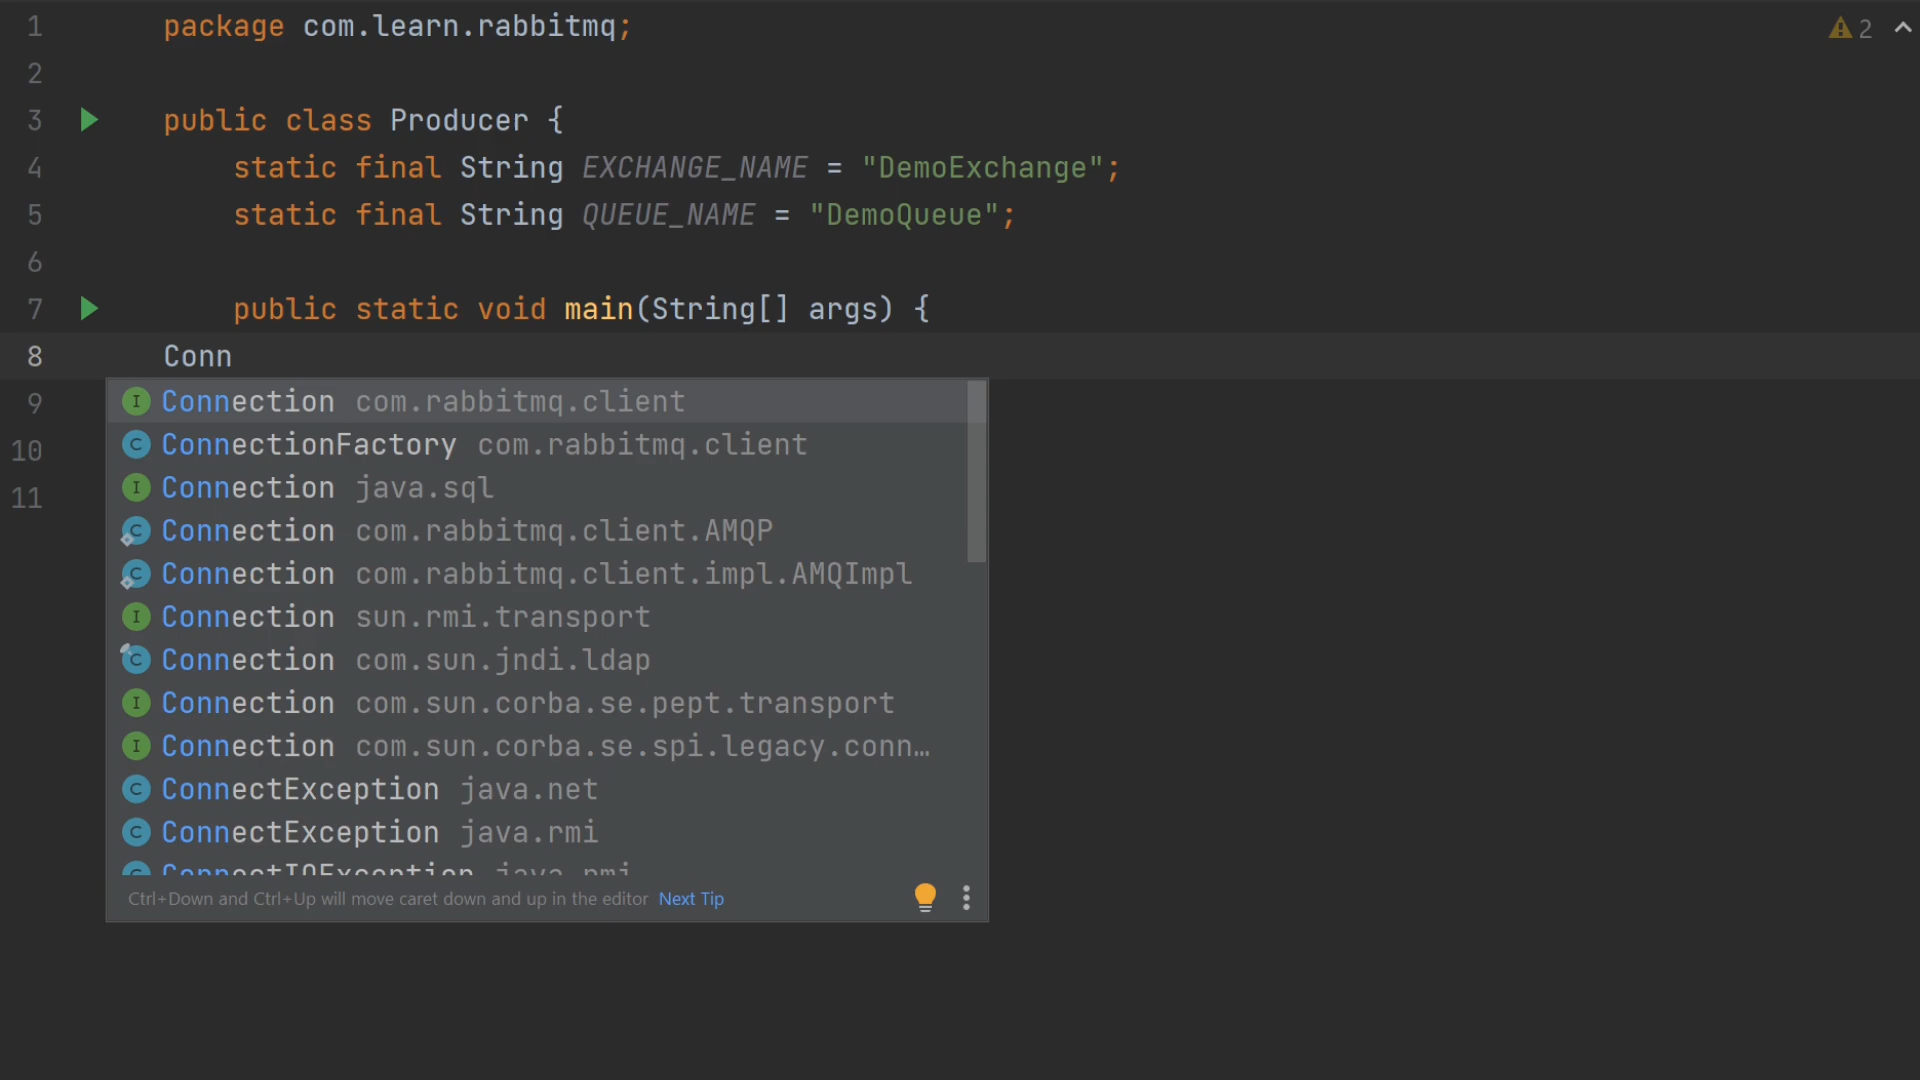 1 package com.learn.rabbitmq;
2
3 public class Producer {
4 static final String EXCHANGE_NAME = "DemoExchange";
5 static final String QUEUE_NAME = "DemoQueue";
6
7 public static void main(String[] args) {
8 Conn
9
10
11
2
I Connection com.rabbitmq.client
C ConnectionFactory com.rabbitmq.client
I Connection java.sql
C Connection com.rabbitmq.client.AMQP
C Connection com.rabbitmq.client.impl.AMQImpl
I Connection sun.rmi.transport
C Connection com.sun.jndi.ldap
I Connection com.sun.corba.se.pept.transport
I Connection com.sun.corba.se.spi.legacy.conn…
C ConnectException java.net
C ConnectException java.rmi
C ConnectIOException java.rmi
Ctrl+Down and Ctrl+Up will move caret down and up in the editor Next Tip